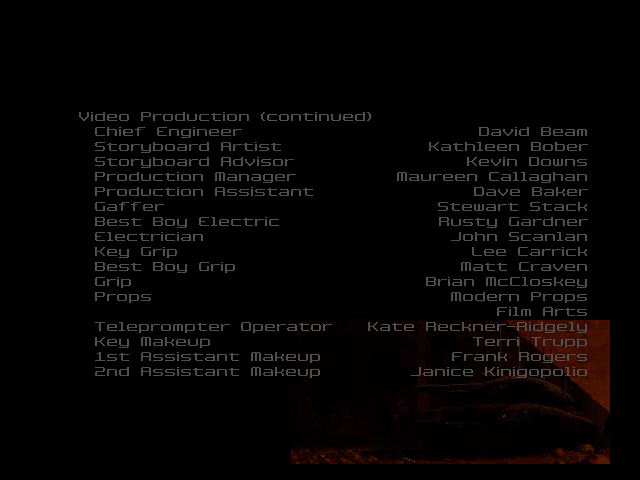 Video Production (continued)
Chief Engineer David Beam
Storyboard Artist Kathleen Bober
Storyboard Advisor Kevin Downs
Production Manager Maureen Callaghan
Production Assistant Dave Baker
Gaffer Stewart Stack
Best Boy Electric Rusty Gardner
Electrician John Scanlan
Key Grip Lee Carrick
Best Boy Grip Matt Craven
Grip Brian McCloskey
Props Modern Props
Film Arts
Teleprompter Operator Kate Reckner-Ridgely
Key Makeup Terri Trupp
1st Assistant Makeup Frank Rogers
2nd Assistant Makeup Janice Kinigopolio